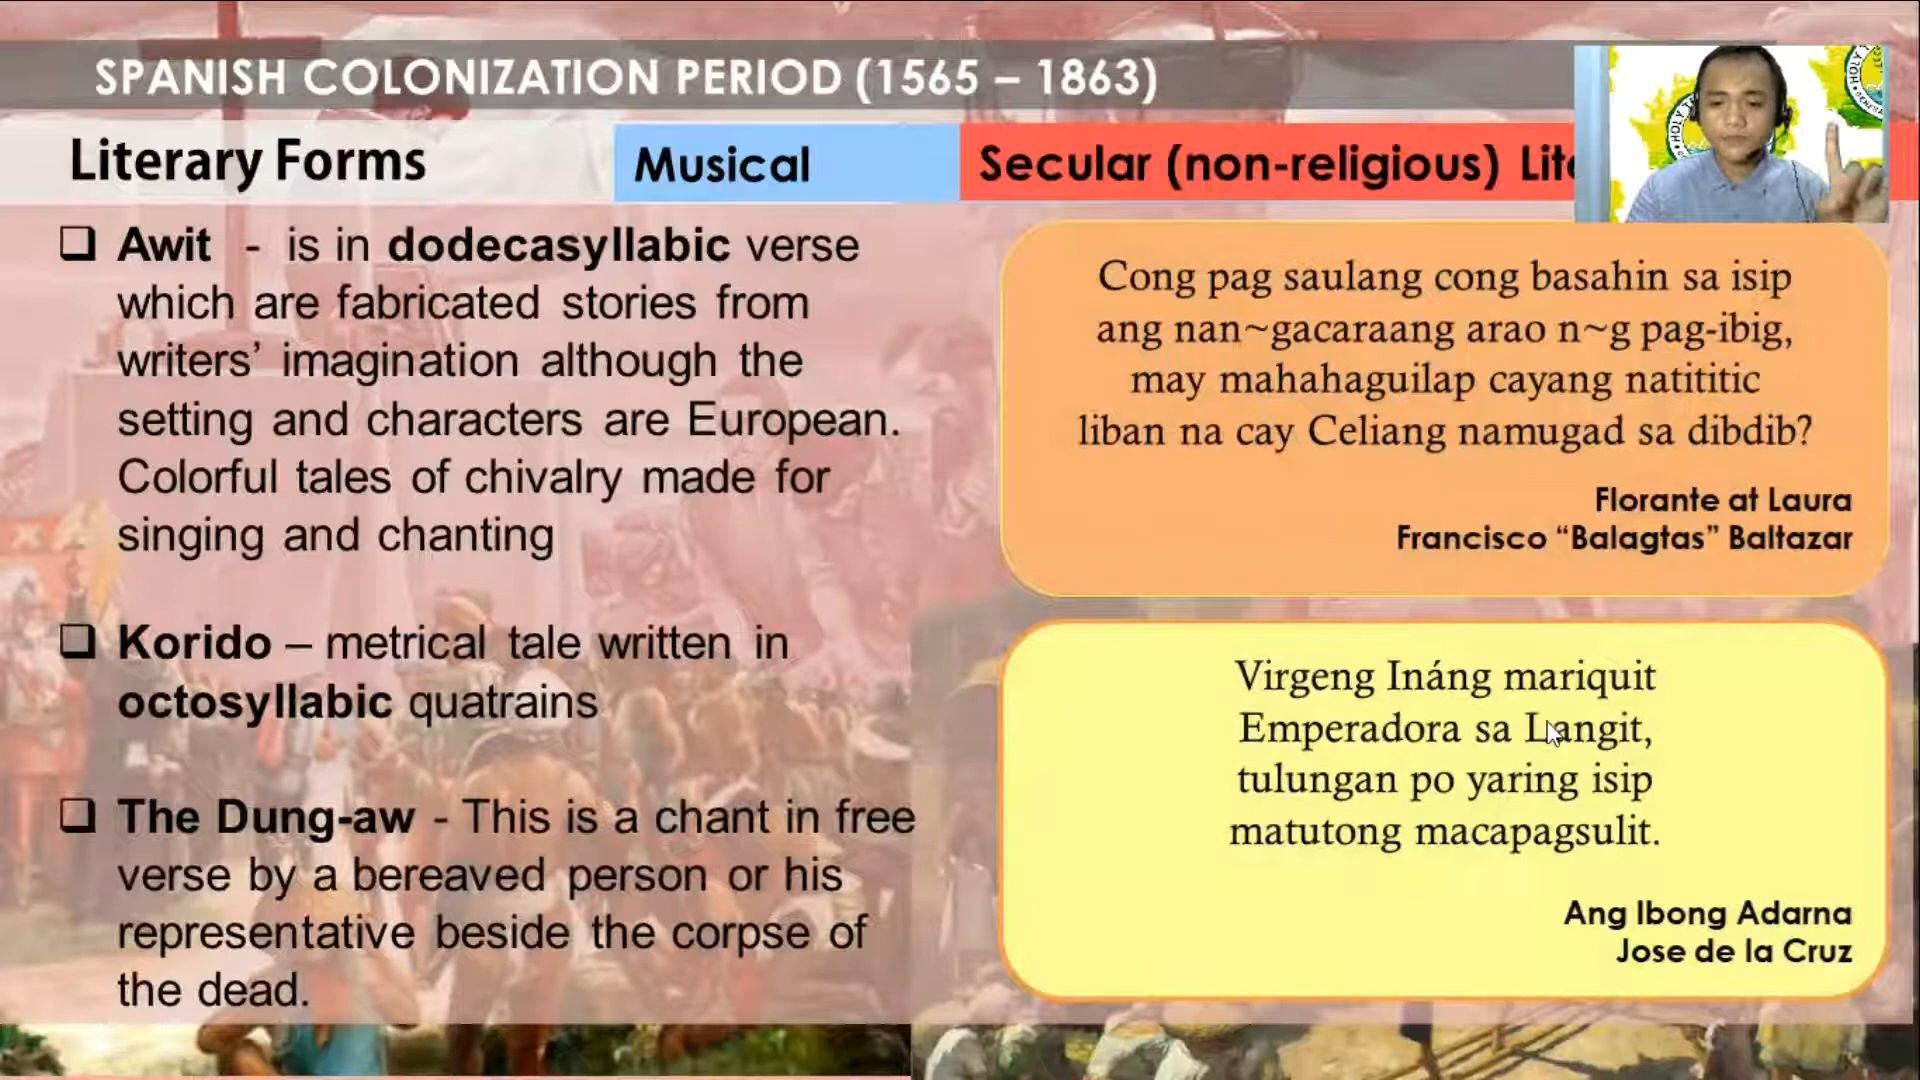 SPANISH COLONIZATION PERIOD (1565 – 1863)
Literary Forms
Musical
Secular (non-religious)
❑ Awit - is in dodecasyllabic verse
which are fabricated stories from
writers’ imagination although the
setting and characters are European.
Colorful tales of chivalry made for
singing and chanting
❑ Korido – metrical tale written in
octosyllabic quatrains
❑ The Dung-aw - This is a chant in free
verse by a bereaved person or his
representative beside the corpse of
the dead.
Cong pag saulang cong basahin sa isip
ang nan~gacaraang arao n~g pag-ibig,
may mahahaguilap cayang natititic
liban na cay Celiang namugad sa dibdib?
Florante at Laura
Francisco “Balagtas” Baltazar
Virgeng Ináng mariquit
Emperadora sa Langit,
tulungan po yaring isip
matutong macapagsulit.
Ang Ibong Adarna
Jose de la Cruz
HOLY
HOLY